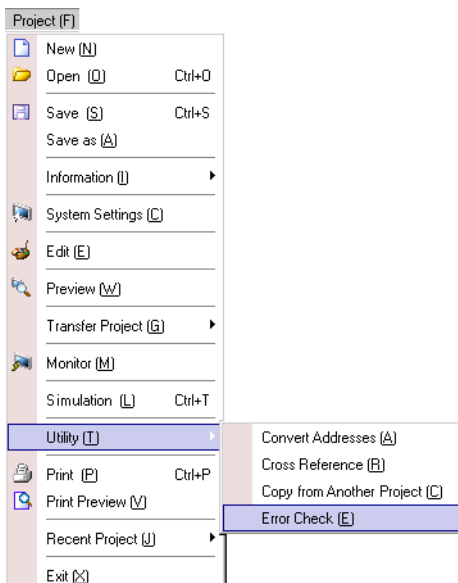 Project (F)
New (N)
Open (O) Ctrl+O
Save (S) Ctrl+S
Save as (A)
Information (I)
System Settings (C)
Edit (E)
Preview (W)
Transfer Project (G)
Monitor (M)
Simulation (L) Ctrl+T
Utility (T)
Convert Addresses (A)
Cross Reference (R)
Copy from Another Project (C)
Error Check (E)
Print (P) Ctrl+P
Print Preview (V)
Recent Project (J)
Exit (X)